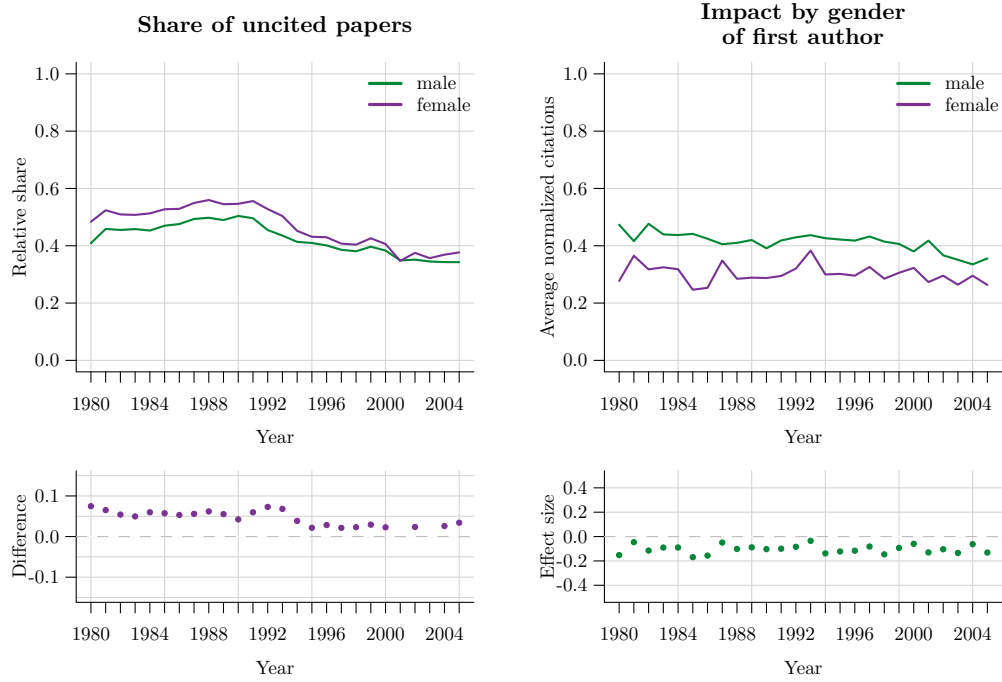 Share of uncited papers
1.0
0.8
0.6
0.4
0.2
0.0
Relative share
male
female
1980 1984 1988 1992 1996 2000 2004
Year
0.1
0.0
-0.1
Difference
1980 1984 1988 1992 1996 2000 2004
Year
Impact by gender
of first author
1.0
0.8
0.6
0.4
0.2
0.0
Average normalized citations
male
female
1980 1984 1988 1992 1996 2000 2004
Year
0.4
0.2
0.0
-0.2
-0.4
Effect size
1980 1984 1988 1992 1996 2000 2004
Year